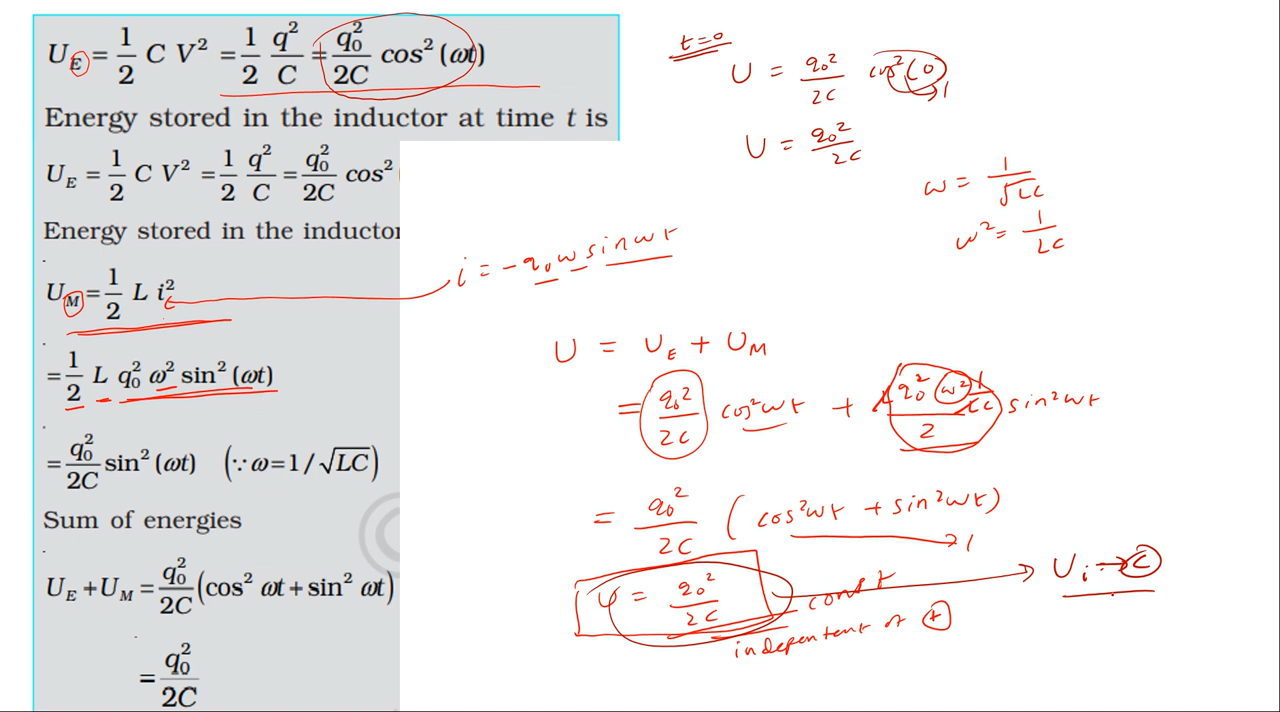 U_E = 1/2 C V² = 1/2 q²/C = q₀²/2C cos² (ωt)
Energy stored in the inductor at time t is
U_E = 1/2 C V² = 1/2 q²/C = q₀²/2C cos²
Energy stored in the inductor
U_M = 1/2 L i²
= 1/2 L q₀² ω² sin² (ωt)
= q₀²/2C sin² (ωt) (∵ ω = 1/√LC)
Sum of energies
U_E + U_M = q₀²/2C (cos² ωt + sin² ωt)
= q₀²/2C
t=0
U = q₀²/2C cos²(0) 1
U = q₀²/2C
ω = 1/√LC
ω² = 1/LC
i = -q₀ ω sin ωt
U = U_E + U_M
= q₀²/2C cos²ωt + L q₀² ω² 1/LC / 2 sin²ωt
= q₀²/2C (cos²ωt + sin²ωt) 1
U = q₀²/2C const
indepentent of t
U_i → C